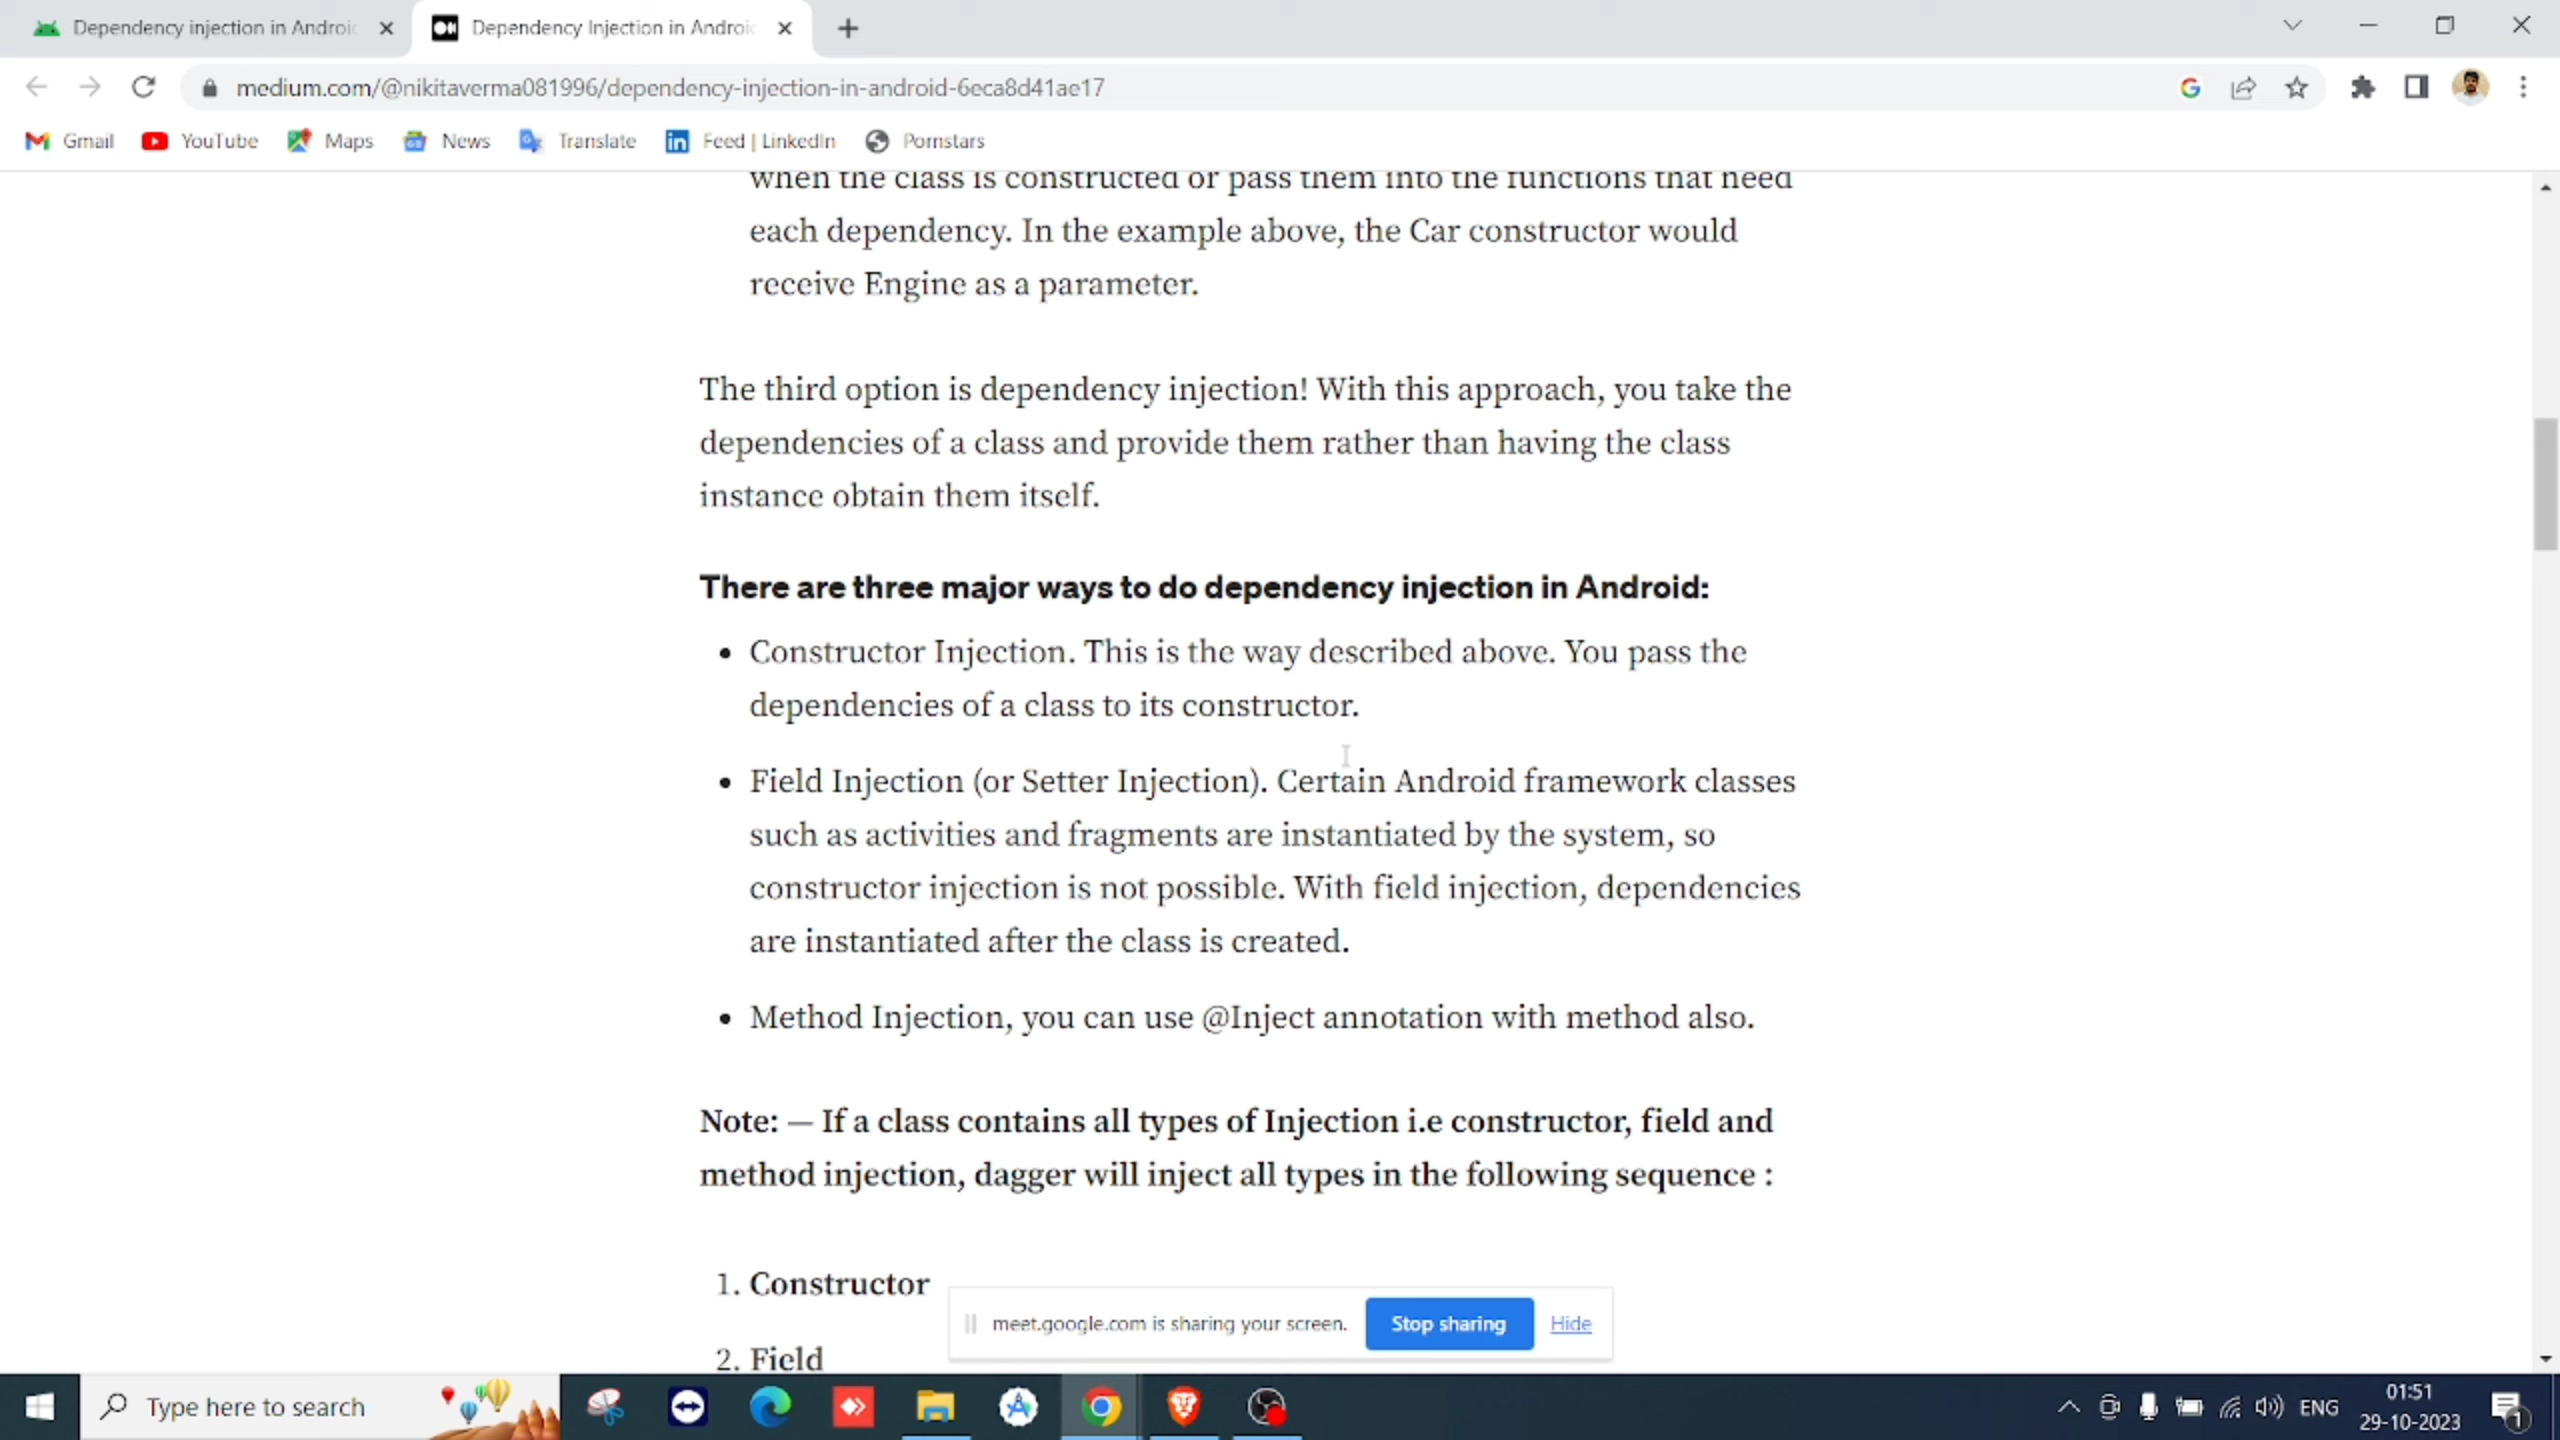 Dependency injection in Androi
Dependency Injection in Androi
medium.com/@nikitaverma081996/dependency-injection-in-android-6eca8d41ae17
Gmail
YouTube
Maps
News
Translate
Feed | LinkedIn
Pornstars
when the class is constructed or pass them into the functions that need
each dependency. In the example above, the Car constructor would
receive Engine as a parameter.
The third option is dependency injection! With this approach, you take the
dependencies of a class and provide them rather than having the class
instance obtain them itself.
There are three major ways to do dependency injection in Android:
• Constructor Injection. This is the way described above. You pass the
dependencies of a class to its constructor.
• Field Injection (or Setter Injection). Certain Android framework classes
such as activities and fragments are instantiated by the system, so
constructor injection is not possible. With field injection, dependencies
are instantiated after the class is created.
• Method Injection, you can use @Inject annotation with method also.
Note: — If a class contains all types of Injection i.e constructor, field and
method injection, dagger will inject all types in the following sequence :
1. Constructor
2. Field
meet.google.com is sharing your screen.
Stop sharing
Hide
Type here to search
ENG
01:51
29-10-2023
1